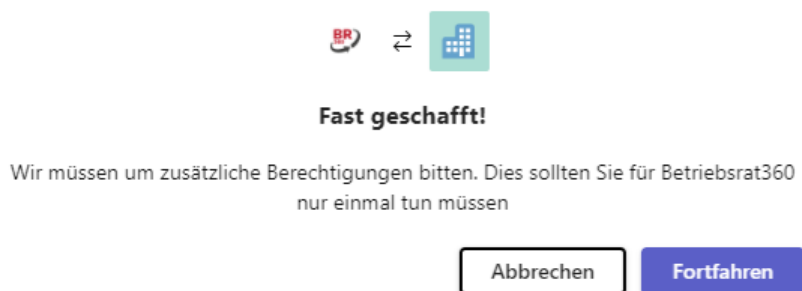 BR
Fast geschafft!
Wir müssen um zusätzliche Berechtigungen bitten. Dies sollten Sie für Betriebsrat360
nur einmal tun müssen
Abbrechen Fortfahren